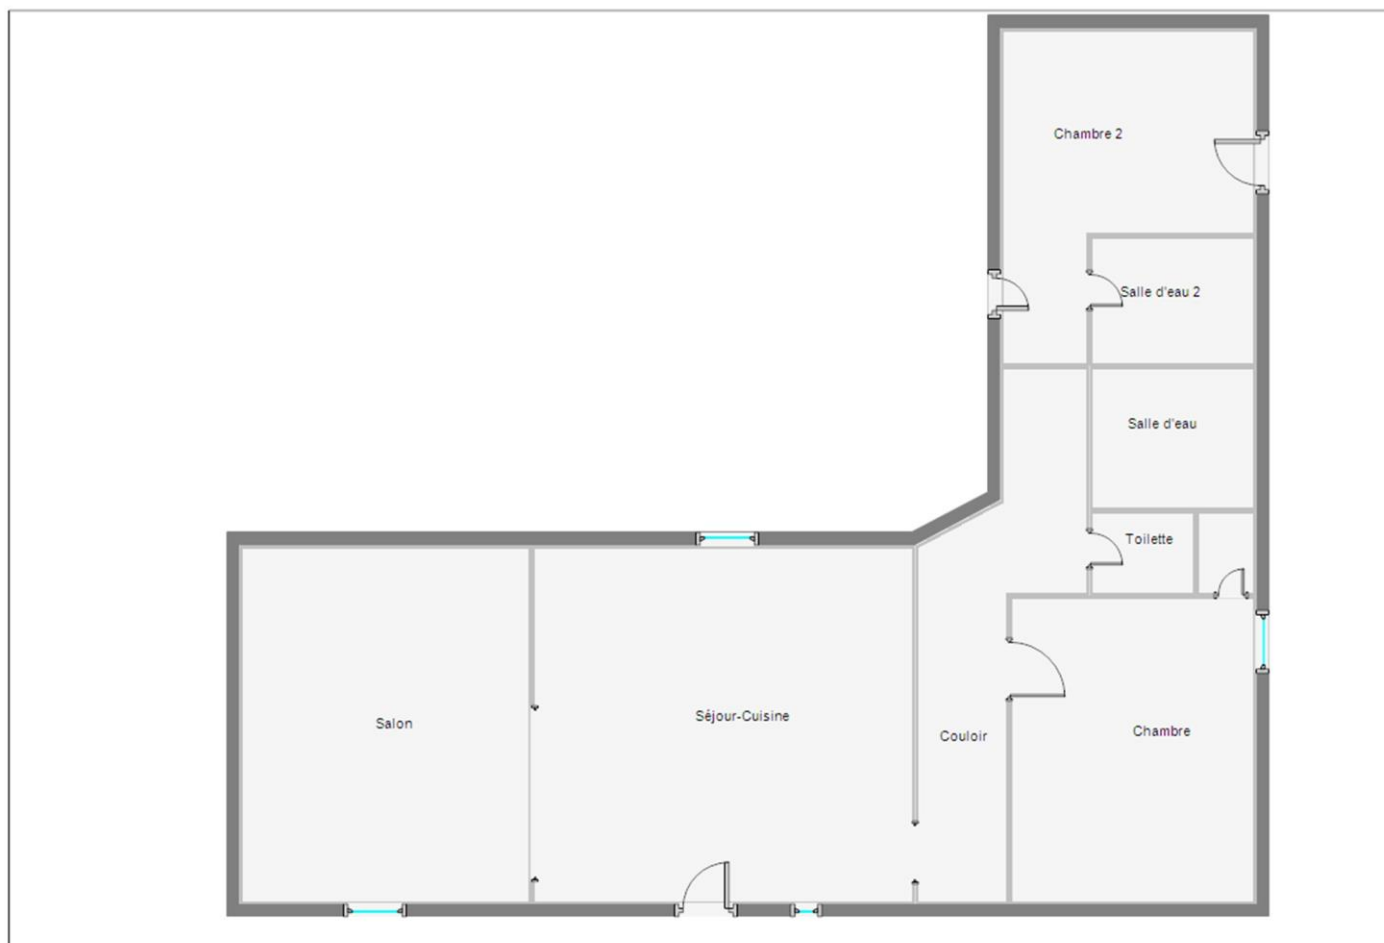 Chambre 2
Salle d'eau 2
Salle d'eau
Toilette
Salon
Séjour-Cuisine
Couloir
Chambre